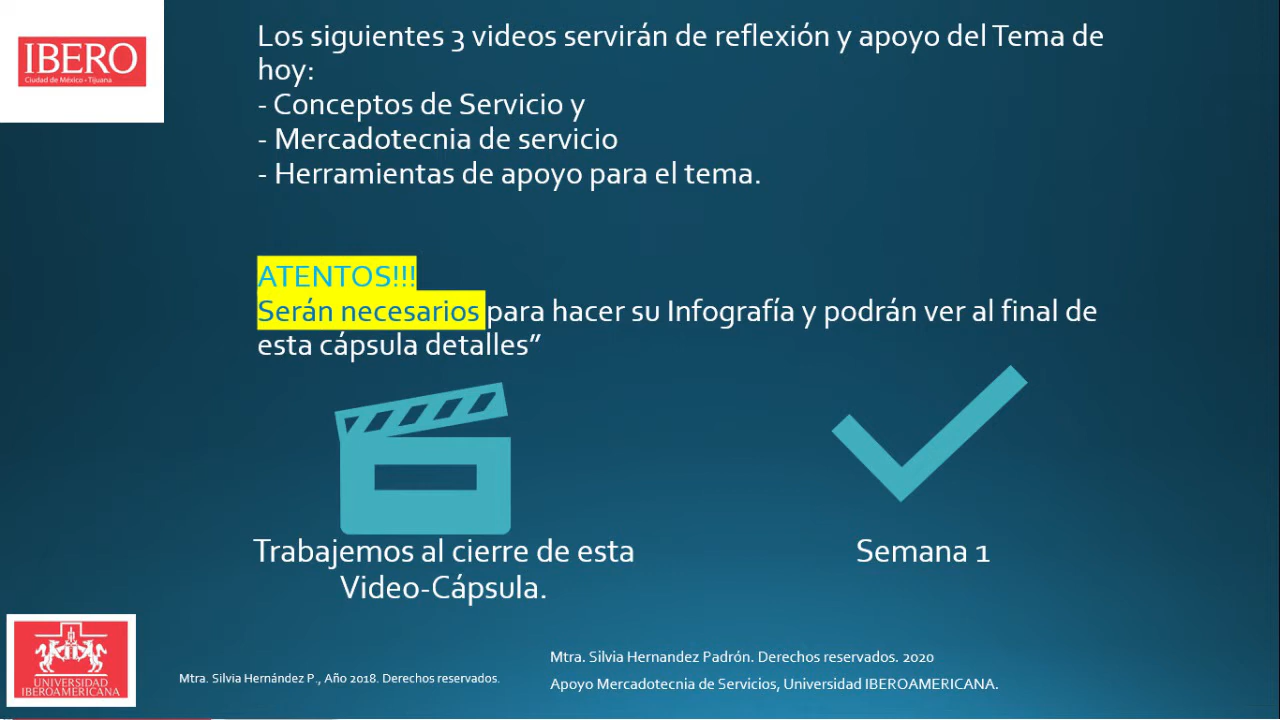 IBERO
Ciudad de México • Tijuana
Los siguientes 3 videos servirán de reflexión y apoyo del Tema de
hoy:
- Conceptos de Servicio y
- Mercadotecnia de servicio
- Herramientas de apoyo para el tema.
ATENTOS!!!
Serán necesarios para hacer su Infografía y podrán ver al final de
esta cápsula detalles”
Trabajemos al cierre de esta
Video-Cápsula.
Semana 1
UNIVERSIDAD
IBEROAMERICANA
Mtra. Silvia Hernández P., Año 2018. Derechos reservados.
Mtra. Silvia Hernandez Padrón. Derechos reservados. 2020
Apoyo Mercadotecnia de Servicios, Universidad IBEROAMERICANA.